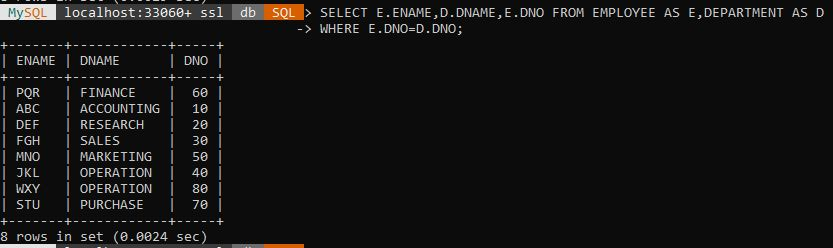 MySQL localhost:33060+ ssl db SQL > SELECT E.ENAME,D.DNAME,E.DNO FROM EMPLOYEE AS E,DEPARTMENT AS D
-> WHERE E.DNO=D.DNO;
+-------+------------+-----+
| ENAME | DNAME      | DNO |
+-------+------------+-----+
| PQR   | FINANCE    |  60 |
| ABC   | ACCOUNTING |  10 |
| DEF   | RESEARCH   |  20 |
| FGH   | SALES      |  30 |
| MNO   | MARKETING  |  50 |
| JKL   | OPERATION  |  40 |
| WXY   | OPERATION  |  80 |
| STU   | PURCHASE   |  70 |
+-------+------------+-----+
8 rows in set (0.0024 sec)